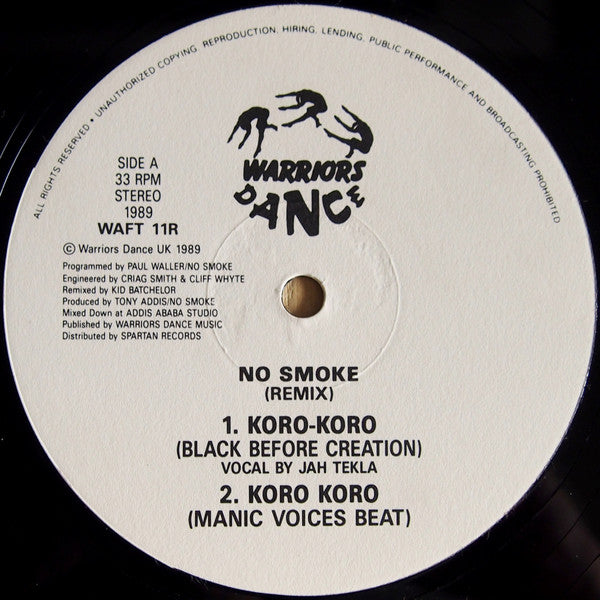 ALL RIGHTS RESERVED • UNAUTHORIZED COPYING, REPRODUCTION, HIRING, LENDING, PUBLIC PERFORMANCE AND BROADCASTING PROHIBITED
WARRIORS
DANCE
SIDE A
33 RPM
STEREO
1989
WAFT 11R
© Warriors Dance UK 1989
Programmed by PAUL WALLER/NO SMOKE
Engineered by CRIAG SMITH & CLIFF WHYTE
Remixed by KID BATCHELOR
Produced by TONY ADDIS/NO SMOKE
Mixed Down at ADDIS ABABA STUDIO
Published by WARRIORS DANCE MUSIC
Distributed by SPARTAN RECORDS
NO SMOKE
(REMIX)
1. KORO-KORO
(BLACK BEFORE CREATION)
VOCAL BY JAH TEKLA
2. KORO KORO
(MANIC VOICES BEAT)